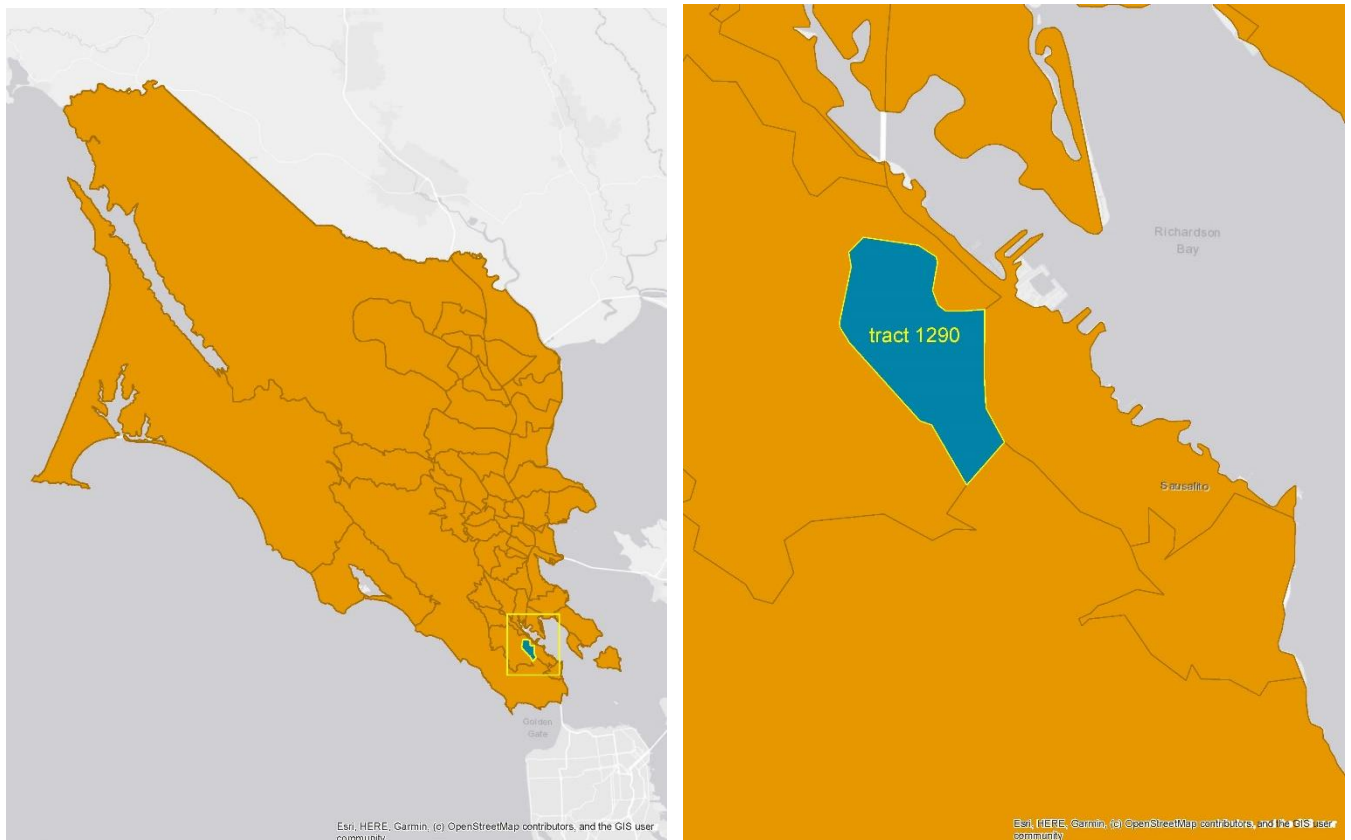 Golden
Gate
Esri, HERE, Garmin, (c) OpenStreetMap contributors, and the GIS user
community
Richardson
Bay
tract 1290
Sausalito
Esri, HERE, Garmin, (c) OpenStreetMap contributors, and the GIS user
community